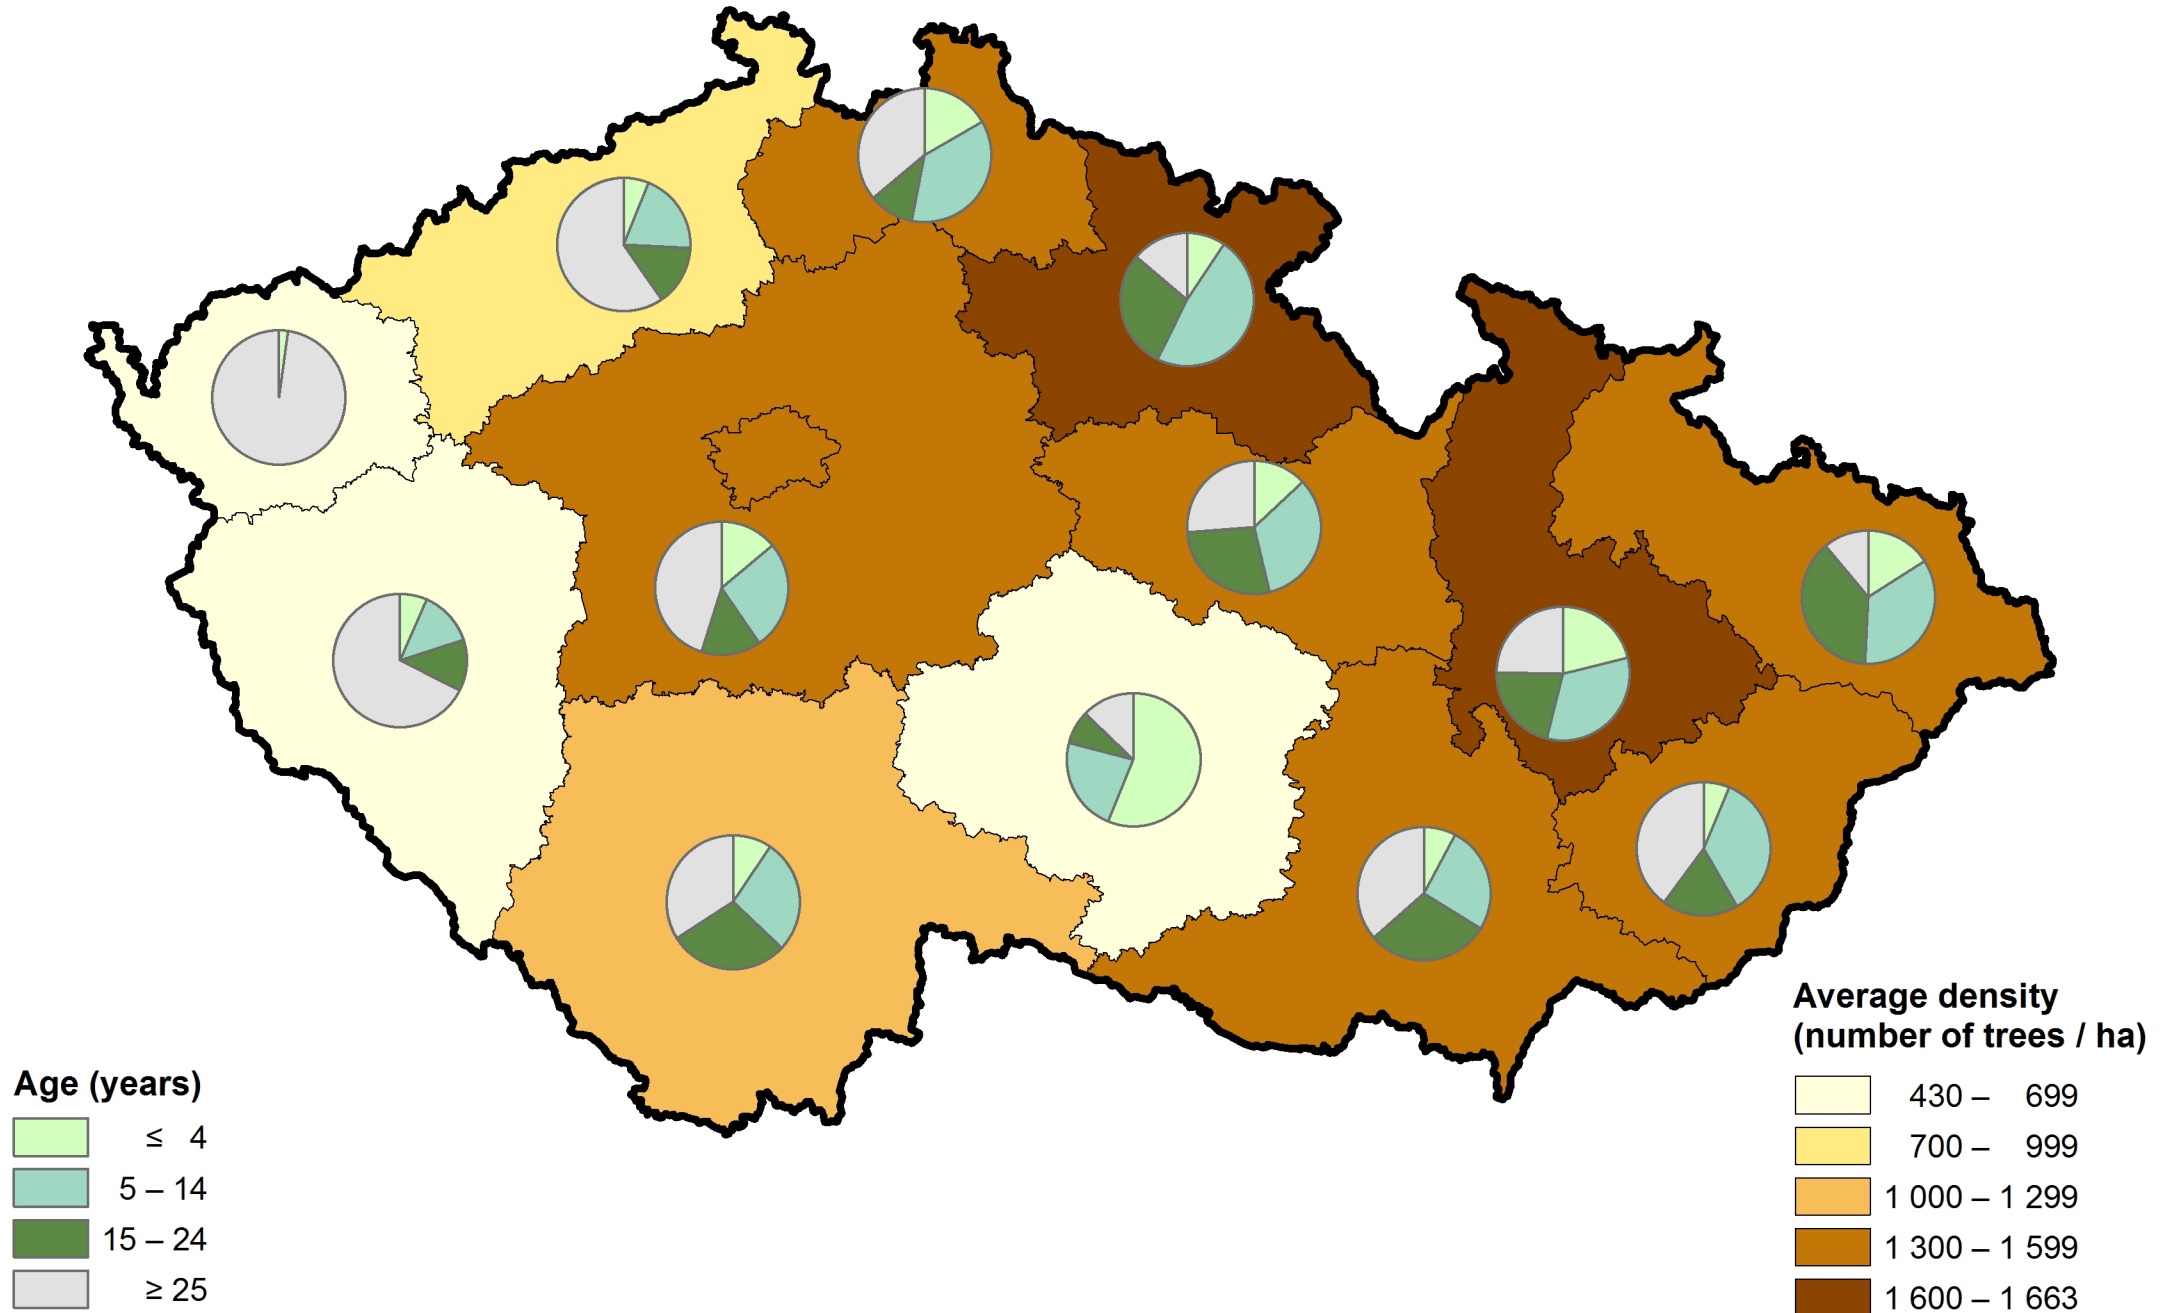 Age (years)
≤ 4
5 – 14
15 – 24
≥ 25
Average density
(number of trees / ha)
430 – 699
700 – 999
1 000 – 1 299
1 300 – 1 599
1 600 – 1 663